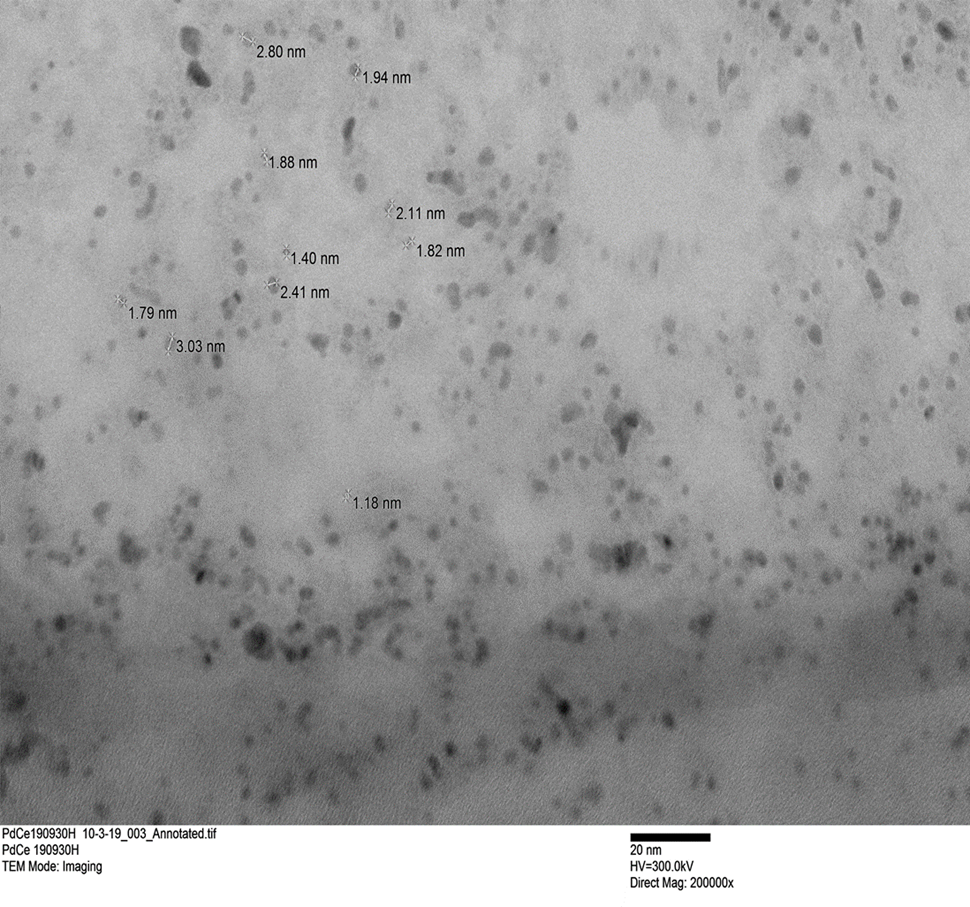 2.80 nm
1.94 nm
1.88 nm
2.11 nm
1.82 nm
1.40 nm
2.41 nm
1.79 nm
3.03 nm
1.18 nm
PdCe190930H 10-3-19_003_Annotated.tif
PdCe 190930H
TEM Mode: Imaging
20 nm
HV=300.0kV
Direct Mag: 200000x